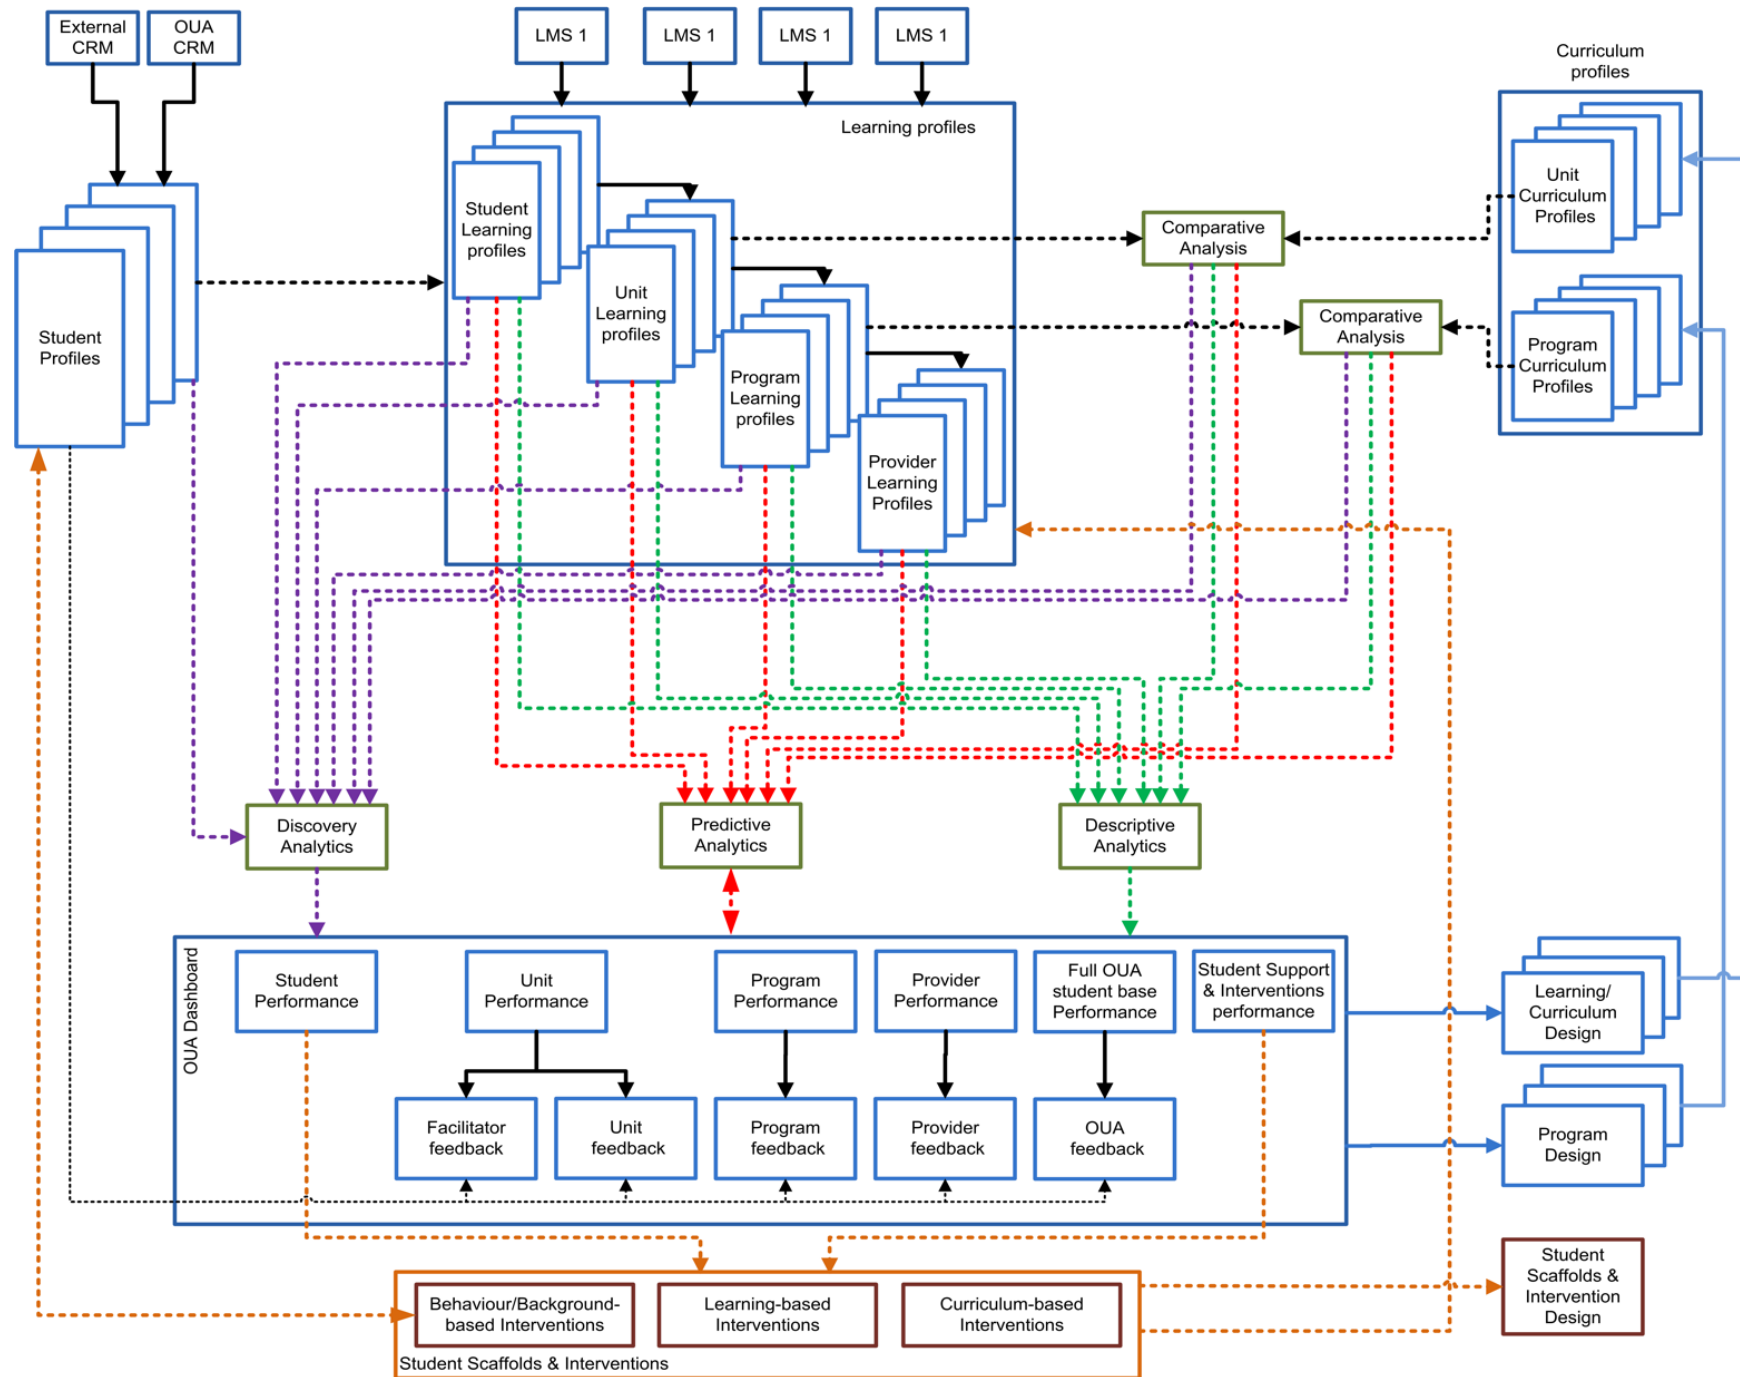 External
CRM
OUA
CRM
LMS 1
LMS 1
LMS 1
LMS 1
Curriculum
profiles
Learning profiles
Student
Learning
profiles
Unit
Learning
profiles
Program
Learning
profiles
Provider
Learning
Profiles
Student
Profiles
Comparative
Analysis
Comparative
Analysis
Unit
Curriculum
Profiles
Program
Curriculum
Profiles
Discovery
Analytics
Predictive
Analytics
Descriptive
Analytics
OUA Dashboard
Student
Performance
Unit
Performance
Program
Performance
Provider
Performance
Full OUA
student base
Performance
Student Support
& Interventions
performance
Facilitator
feedback
Unit
feedback
Program
feedback
Provider
feedback
OUA
feedback
Learning/
Curriculum
Design
Program
Design
Behaviour/Background-
based Interventions
Learning-based
Interventions
Curriculum-based
Interventions
Student Scaffolds & Interventions
Student
Scaffolds &
Intervention
Design